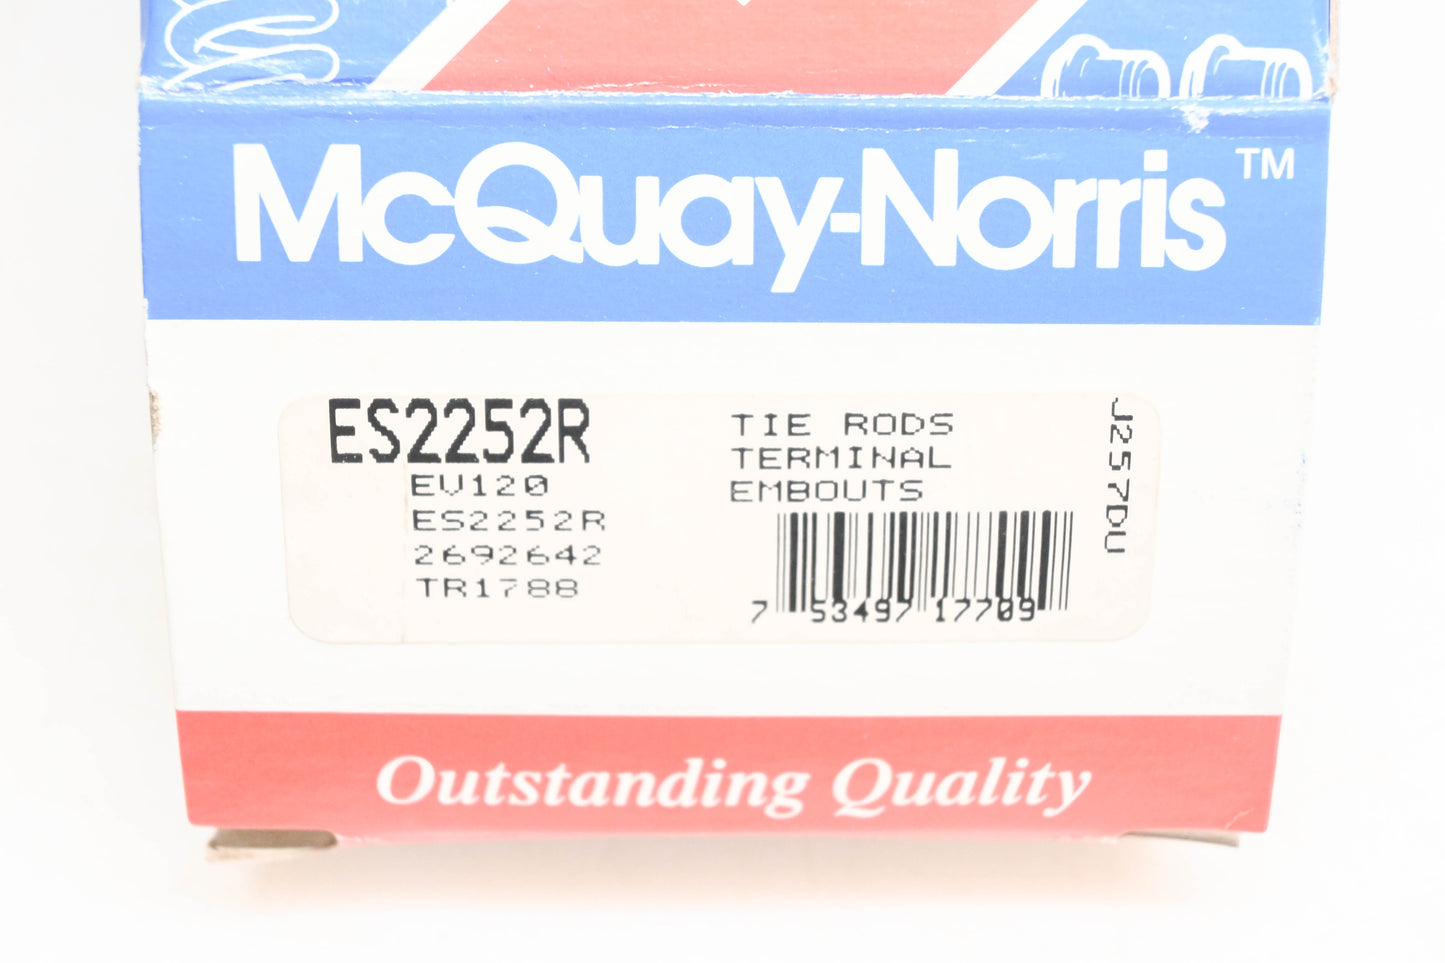 McQuay-Norris™
ES2252R
EV120
ES2252R
2692642
TR1788
TIE RODS
TERMINAL
EMBOUTS
7 53497 17709
J257DU
Outstanding Quality